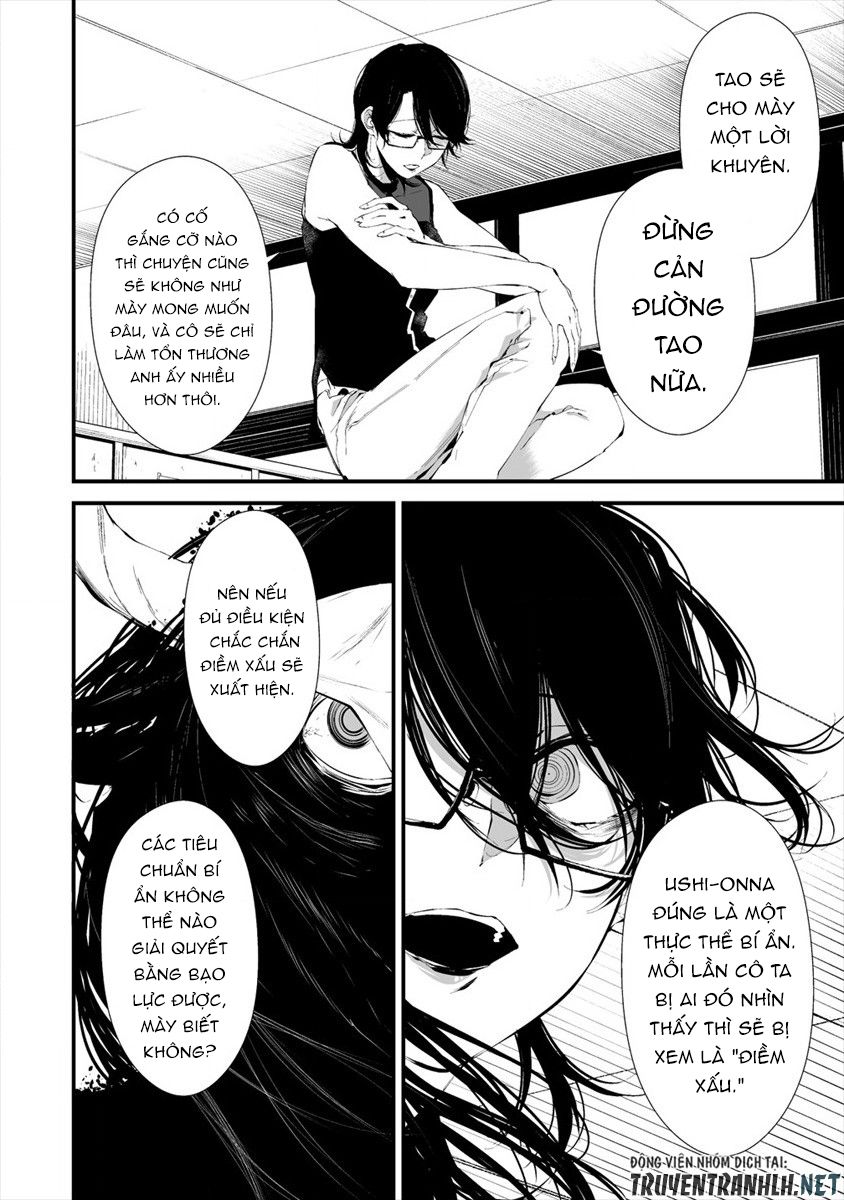 TAO SẼ
CHO MÀY
MỘT LỜI
KHUYÊN.
ĐỪNG
CẢN
ĐƯỜNG
TAO
NỮA.
CÓ CỐ
GẮNG CỠ NÀO
THÌ CHUYỆN CŨNG
SẼ KHÔNG NHƯ
MÀY MONG MUỐN
ĐÂU, VÀ CÔ SẼ CHỈ
LÀM TỔN THƯƠNG
ANH ẤY NHIỀU
HƠN THÔI.
USHI-ONNA
ĐÚNG LÀ MỘT
THỰC THỂ BÍ ẨN.
MỖI LẦN CÔ TA
BỊ AI ĐÓ NHÌN
THẤY THÌ SẼ BỊ
XEM LÀ "ĐIỀM
XẤU."
NÊN NẾU
ĐỦ ĐIỀU KIỆN
CHẮC CHẮN
ĐIỀM XẤU SẼ
XUẤT HIỆN.
CÁC TIÊU
CHUẨN BÍ
ẨN KHÔNG
THỂ NÀO
GIẢI QUYẾT
BẰNG BẠO
LỰC ĐƯỢC,
MÀY BIẾT
KHÔNG?
ĐỘNG VIÊN NHÓM DỊCH TẠI:
TRUYENTRANHLH.NET